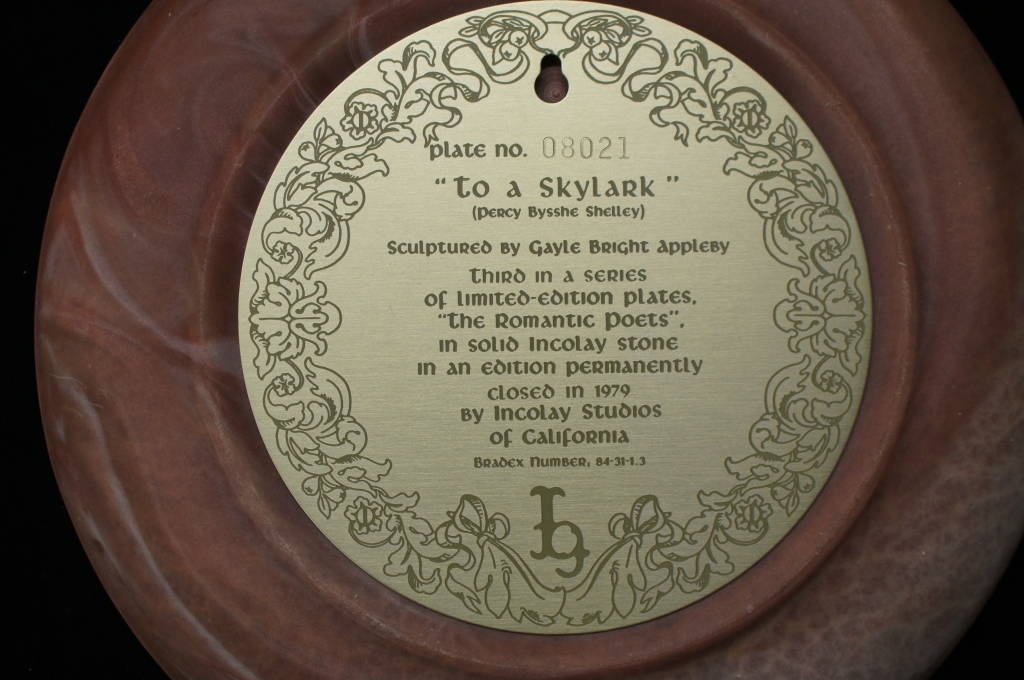 plate no. 08021
"To a Skylark"
(Percy Bysshe Shelley)
Sculptured by Gayle Bright Appleby
Third in a series
of limited-edition plates,
"The Romantic Poets",
in solid Incolay stone
in an edition permanently
closed in 1979
by Incolay Studios
of California
Bradex Number, 84-31-1.3